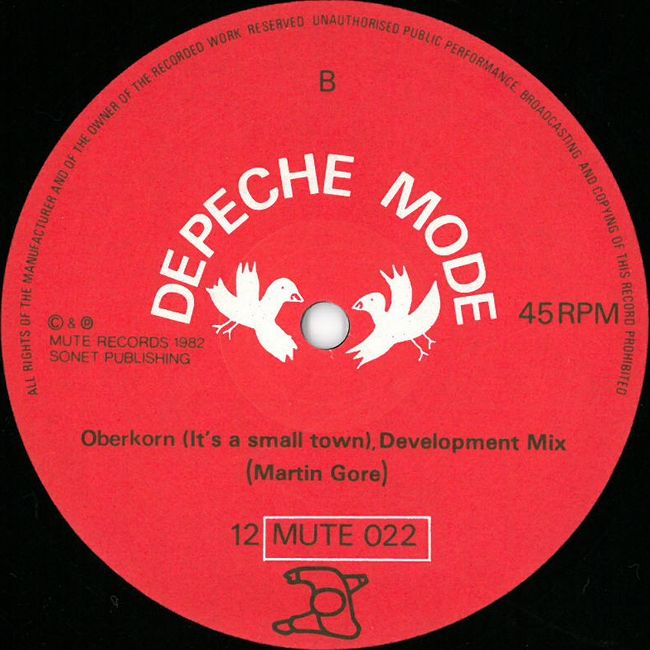 ALL RIGHTS OF THE MANUFACTURER AND OF THE OWNER OF THE RECORDED WORK RESERVED UNAUTHORISED PUBLIC PERFORMANCE, BROADCASTING AND COPYING OF THIS RECORD PROHIBITED
B
DEPECHE MODE
45 RPM
© & ℗
MUTE RECORDS 1982
SONET PUBLISHING
Oberkorn (It's a small town), Development Mix
(Martin Gore)
12 MUTE 022